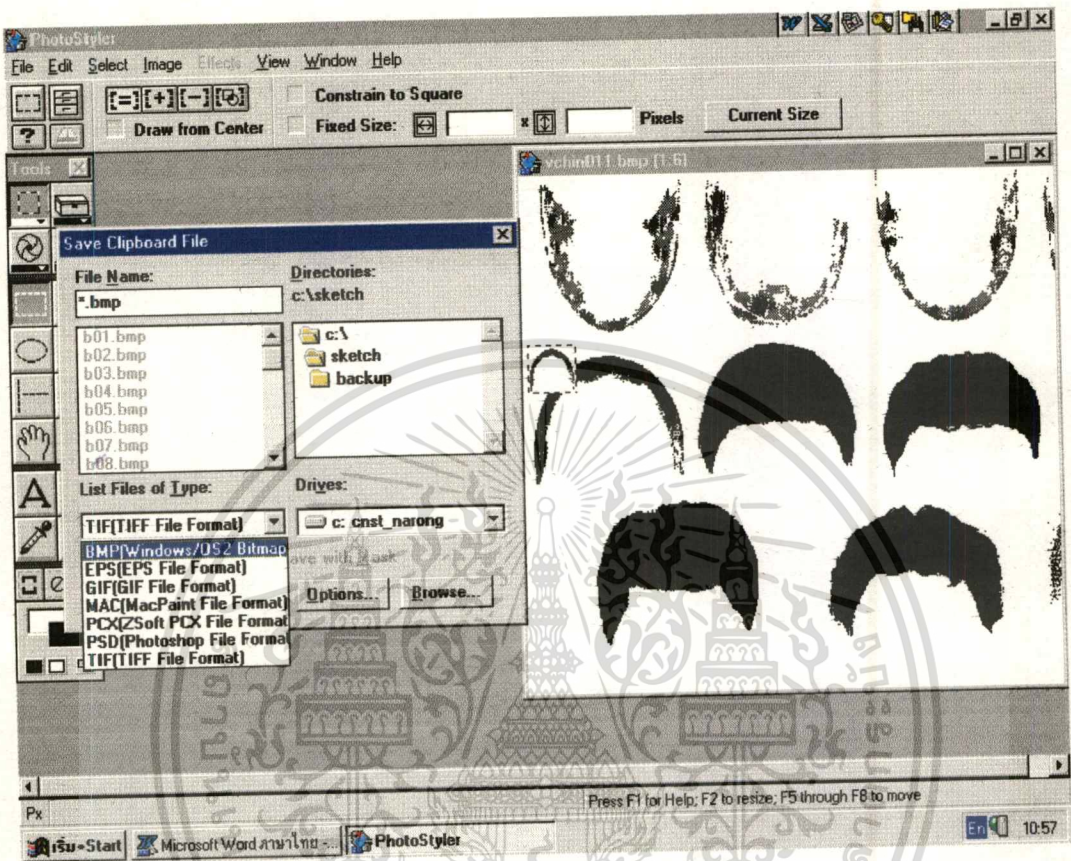 PhotoStyler
File Edit Select Image Effects View Window Help
[=] [+] [-]
Constrain to Square
Draw from Center
Fixed Size: x Pixels Current Size
?
Tools
vchin011.bmp (1:6)
Save Clipboard File
File Name:
*.bmp
b01.bmp
b02.bmp
b03.bmp
b04.bmp
b05.bmp
b06.bmp
b07.bmp
b08.bmp
Directories:
c:\sketch
c:\
sketch
backup
List Files of Type:
TIF(TIFF File Format)
BMP(Windows/OS2 Bitmap
EPS(EPS File Format)
GIF(GIF File Format)
MAC(MacPaint File Format)
PCX(ZSoft PCX File Format
PSD(Photoshop File Format
TIF(TIFF File Format)
Drives:
c: cnst_narong
ave with Mask
Options... Browse...
A
Px
Press F1 for Help; F2 to resize; F5 through F8 to move
เริ่ม-Start
Microsoft Word ภาษาไทย -...
PhotoStyler
En
10:57